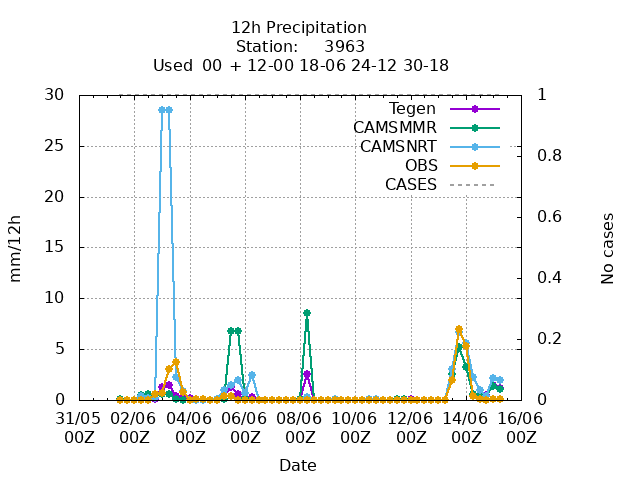 12h Precipitation
Station:     3963
Used  00 + 12-00 18-06 24-12 30-18
30 1
Tegen
CAMSMMR
25
CAMSNRT
0.8
OBS
20 CASES
0.6
15
mm/12h No cases
0.4
10
0.2
5
0 0
31/05 02/06 04/06 06/06 08/06 10/06 12/06 14/06 16/06
00Z 00Z 00Z 00Z 00Z 00Z 00Z 00Z 00Z
Date